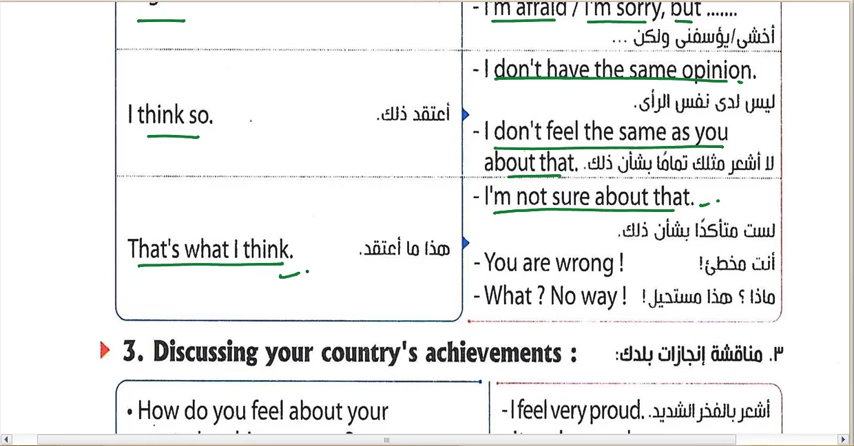 - I'm afraid / I'm sorry, but .......
أخشى/يؤسفنى ولكن ...
- I don't have the same opinion.
ليس لدى نفس الرأى.
I think so. أعتقد ذلك.
- I don't feel the same as you
about that. لا أشعر مثلك تمامًا بشأن ذلك.
- I'm not sure about that.
لست متأكدًا بشأن ذلك.
That's what I think. هذا ما أعتقد.
- You are wrong ! أنت مخطئ!
- What ? No way ! ماذا ؟ هذا مستحيل!
3. Discussing your country's achievements : ٣. مناقشة إنجازات بلدك:
• How do you feel about your
- I feel very proud. أشعر بالفخر الشديد.